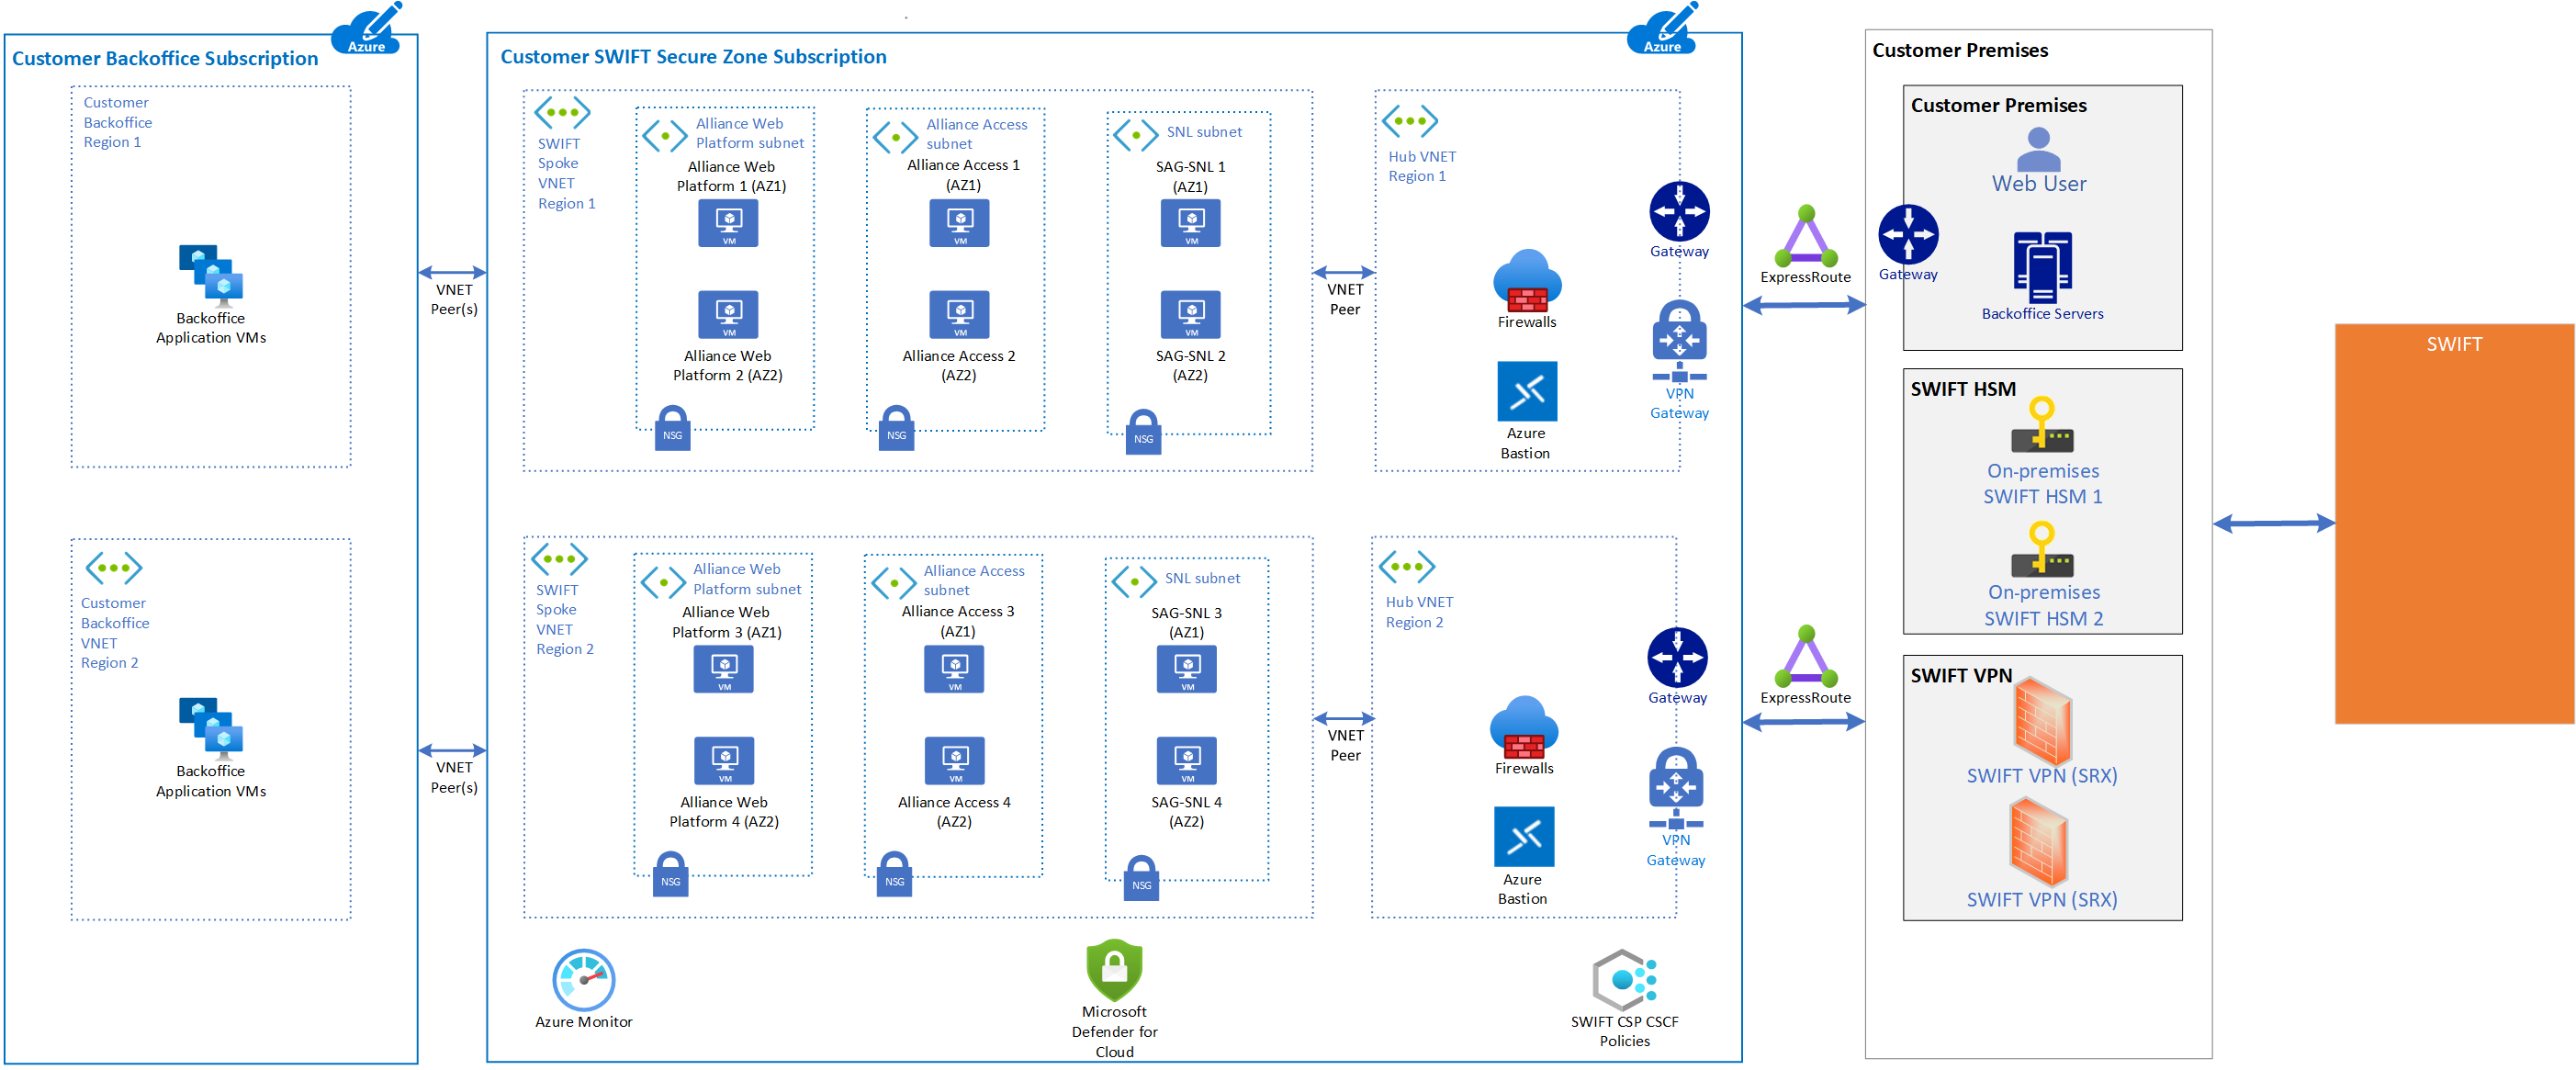 Azure
Customer Backoffice Subscription
Customer
Backoffice
Region 1
Backoffice
Application VMs
Customer
Backoffice
VNET
Region 2
Backoffice
Application VMs
VNET
Peer(s)
VNET
Peer(s)
Azure
Customer SWIFT Secure Zone Subscription
SWIFT
Spoke
VNET
Region 1
Alliance Web
Platform subnet
Alliance Web
Platform 1 (AZ1)
VM
VM
Alliance Web
Platform 2 (AZ2)
NSG
Alliance Access
subnet
Alliance Access 1
(AZ1)
VM
VM
Alliance Access 2
(AZ2)
NSG
SNL subnet
SAG-SNL 1
(AZ1)
VM
VM
SAG-SNL 2
(AZ2)
NSG
VNET
Peer
Hub VNET
Region 1
Firewalls
Azure
Bastion
Gateway
VPN
Gateway
SWIFT
Spoke
VNET
Region 2
Alliance Web
Platform subnet
Alliance Web
Platform 3 (AZ1)
VM
VM
Alliance Web
Platform 4 (AZ2)
NSG
Alliance Access
subnet
Alliance Access 3
(AZ1)
VM
VM
Alliance Access 4
(AZ2)
NSG
SNL subnet
SAG-SNL 3
(AZ1)
VM
VM
SAG-SNL 4
(AZ2)
NSG
VNET
Peer
Hub VNET
Region 2
Firewalls
Azure
Bastion
Gateway
VPN
Gateway
Azure Monitor
Microsoft
Defender for
Cloud
SWIFT CSP CSCF
Policies
ExpressRoute
ExpressRoute
Customer Premises
Customer Premises
Web User
Gateway
Backoffice Servers
SWIFT HSM
On-premises
SWIFT HSM 1
On-premises
SWIFT HSM 2
SWIFT VPN
SWIFT VPN (SRX)
SWIFT VPN (SRX)
SWIFT